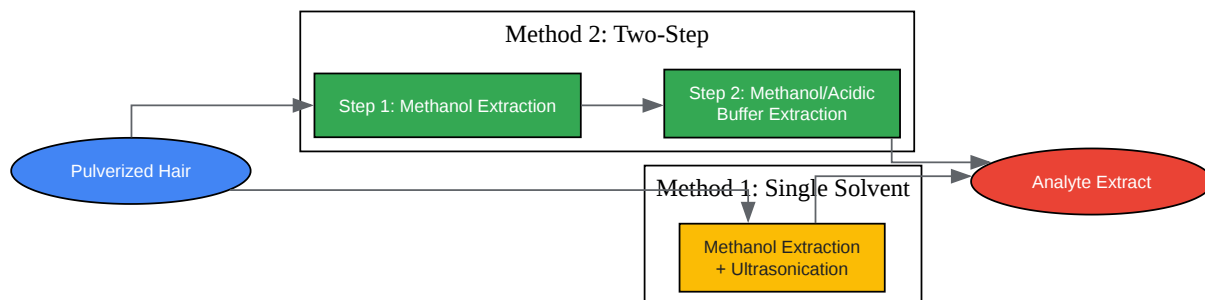 Method 2: Two-Step
Step 1: Methanol Extraction
Step 2: Methanol/Acidic
Buffer Extraction
Pulverized Hair
Analyte Extract
Method 1: Single Solvent
Methanol Extraction
+ Ultrasonication